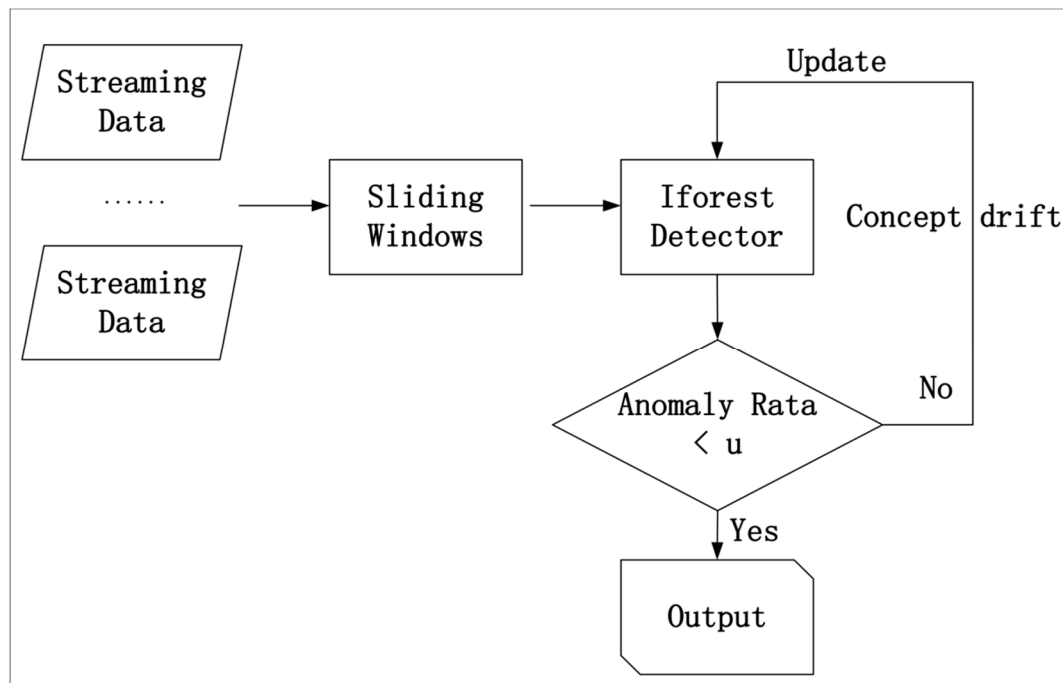 Streaming
Data
......
Streaming
Data
Sliding
Windows
Iforest
Detector
Update
Concept drift
Anomaly Rata
< u
No
Yes
Output